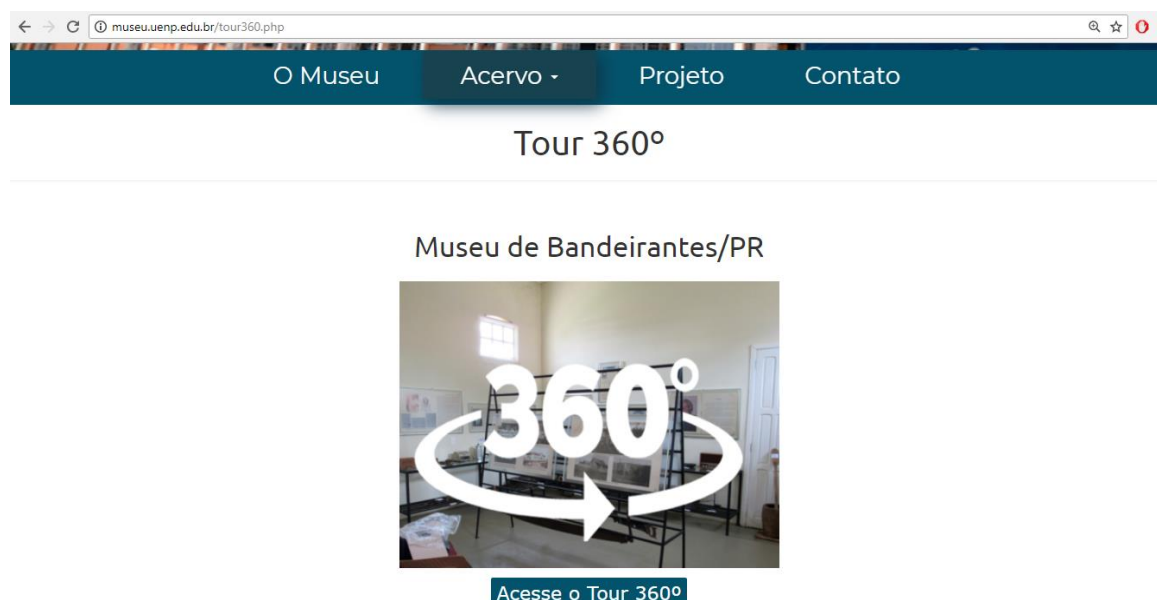 museu.uenp.edu.br/tour360.php
O Museu Acervo Projeto Contato
Tour 360º
Museu de Bandeirantes/PR
360º
Acesse o Tour 360º